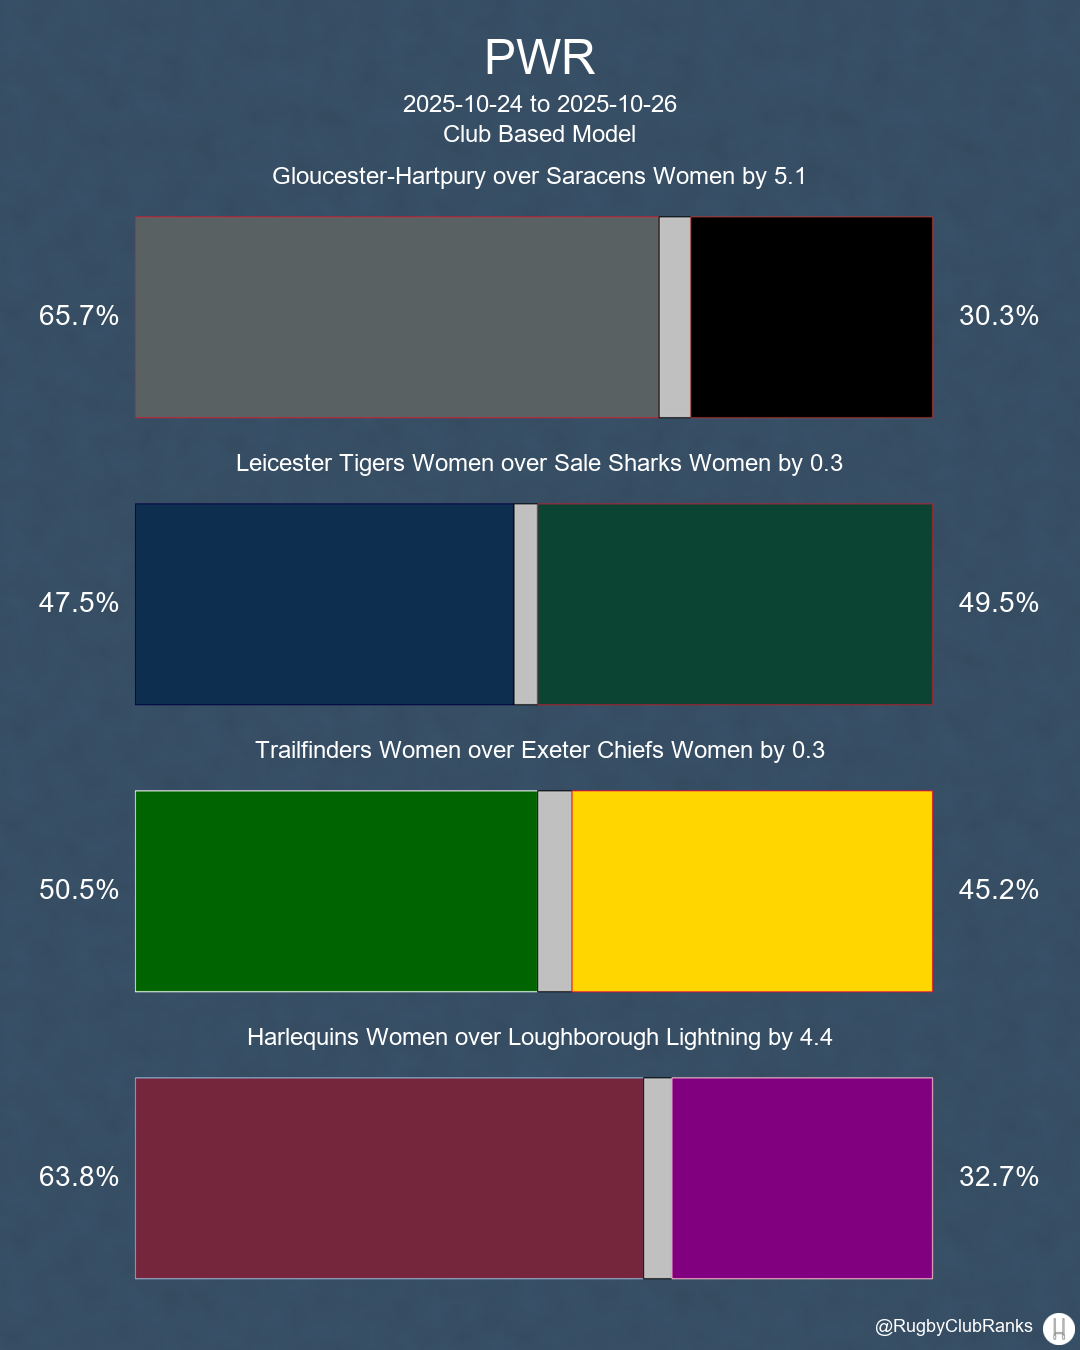 PWR
2025-10-24 to 2025-10-26
Club Based Model
Gloucester-Hartpury over Saracens Women by 5.1
65.7%
30.3%
Leicester Tigers Women over Sale Sharks Women by 0.3
47.5%
49.5%
Trailfinders Women over Exeter Chiefs Women by 0.3
50.5%
45.2%
Harlequins Women over Loughborough Lightning by 4.4
63.8%
32.7%
@RugbyClubRanks